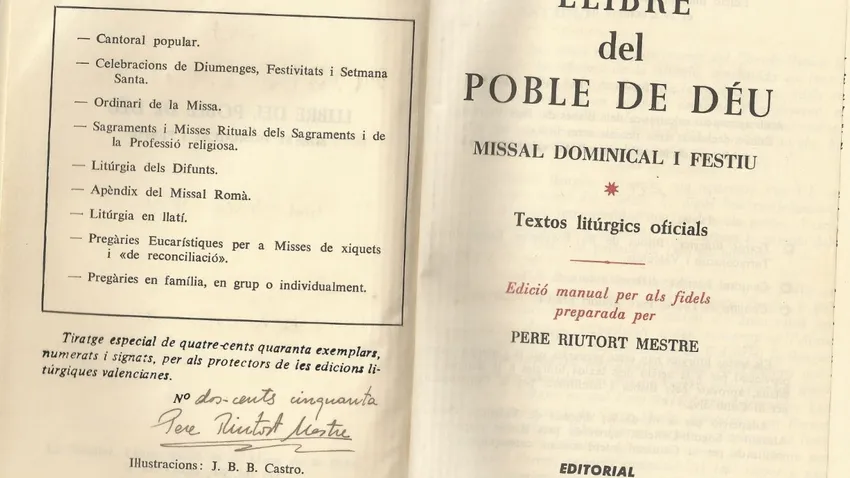 — Cantoral popular.
— Celebracions de Diumenges, Festivitats i Setmana
Santa.
— Ordinari de la Missa.
— Sagraments i Misses Rituals dels Sagraments i de
la Professió religiosa.
— Litúrgia dels Difunts.
— Apèndix del Missal Romà.
— Litúrgia en llatí.
— Pregàries Eucarístiques per a Misses de xiquets
i «de reconciliació».
— Pregàries en família, en grup o individualment.
Tiratge especial de quatre-cents quaranta exemplars,
numerats i signats, per als protectors de les edicions li-
túrgiques valencianes.
Nº dos-cents cinquanta
Pere Riutort Mestre
Il·lustracions: J. B. B. Castro.
LLIBRE
del
POBLE DE DÉU
MISSAL DOMINICAL I FESTIU
Textos litúrgics oficials
Edició manual per als fidels
preparada per
PERE RIUTORT MESTRE
EDITORIAL